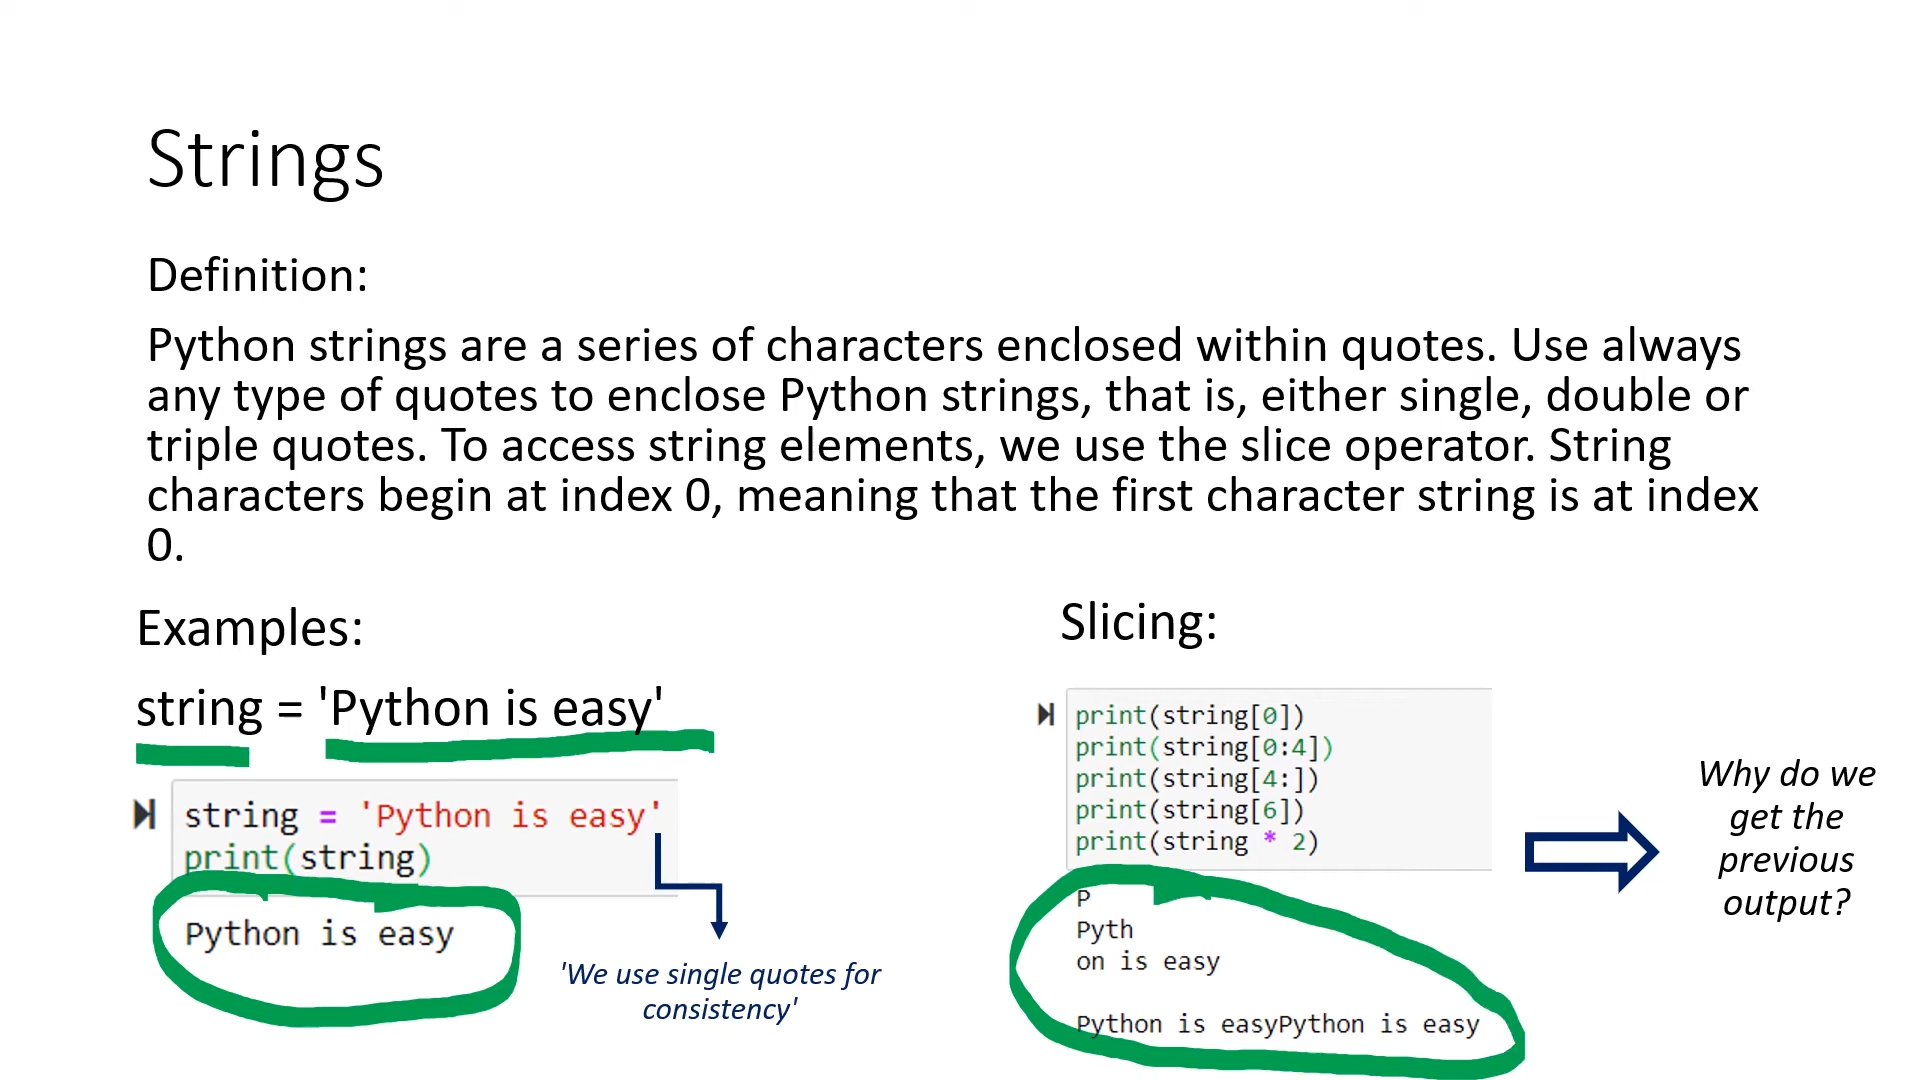 Strings
Definition:
Python strings are a series of characters enclosed within quotes. Use always
any type of quotes to enclose Python strings, that is, either single, double or
triple quotes. To access string elements, we use the slice operator. String
characters begin at index 0, meaning that the first character string is at index
0.
Examples:
string = 'Python is easy'
string = 'Python is easy'
print(string)
Python is easy
'We use single quotes for
consistency'
Slicing:
print(string[0])
print(string[0:4])
print(string[4:])
print(string[6])
print(string * 2)
P
Pyth
on is easy
Python is easyPython is easy
Why do we
get the
previous
output?